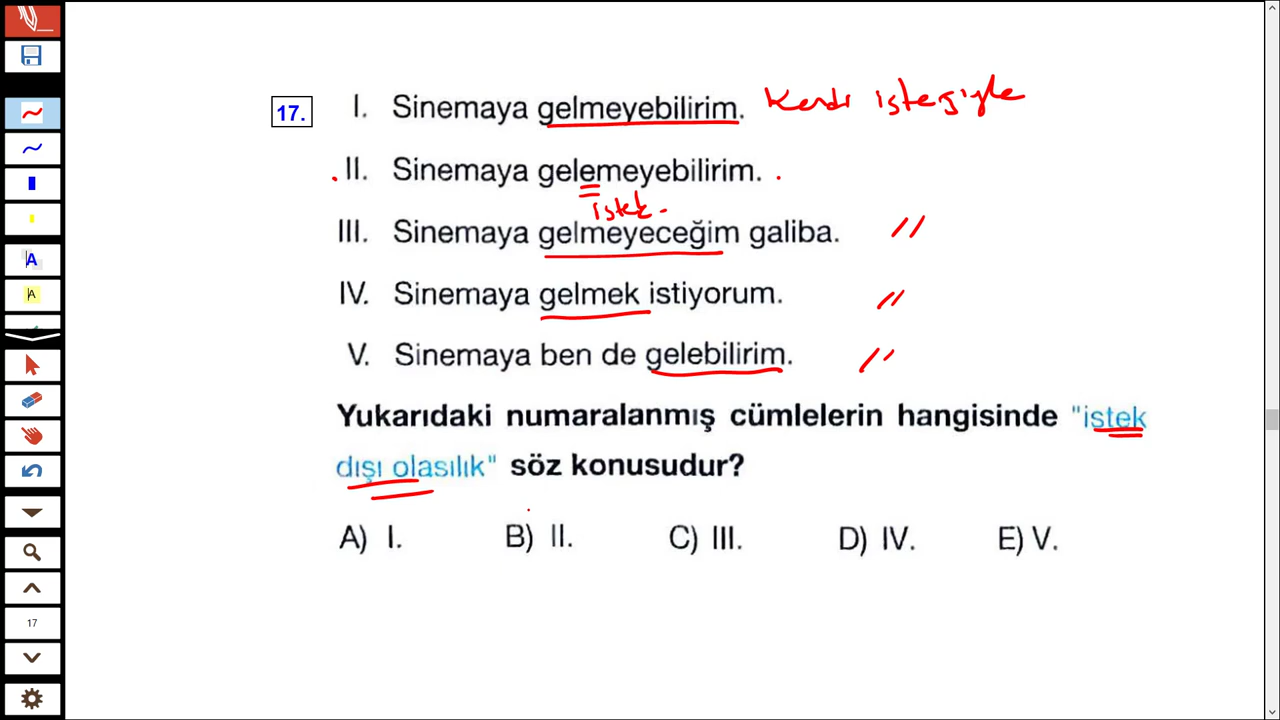 17. I. Sinemaya gelmeyebilirim. Kendi isteğiyle
II. Sinemaya gelemeyebilirim.
istek.
III. Sinemaya gelmeyeceğim galiba. "
IV. Sinemaya gelmek istiyorum. "
V. Sinemaya ben de gelebilirim. "
Yukarıdaki numaralanmış cümlelerin hangisinde "istek
dışı olasılık" söz konusudur?
A) I. B) II. C) III. D) IV. E) V.
A
A
17